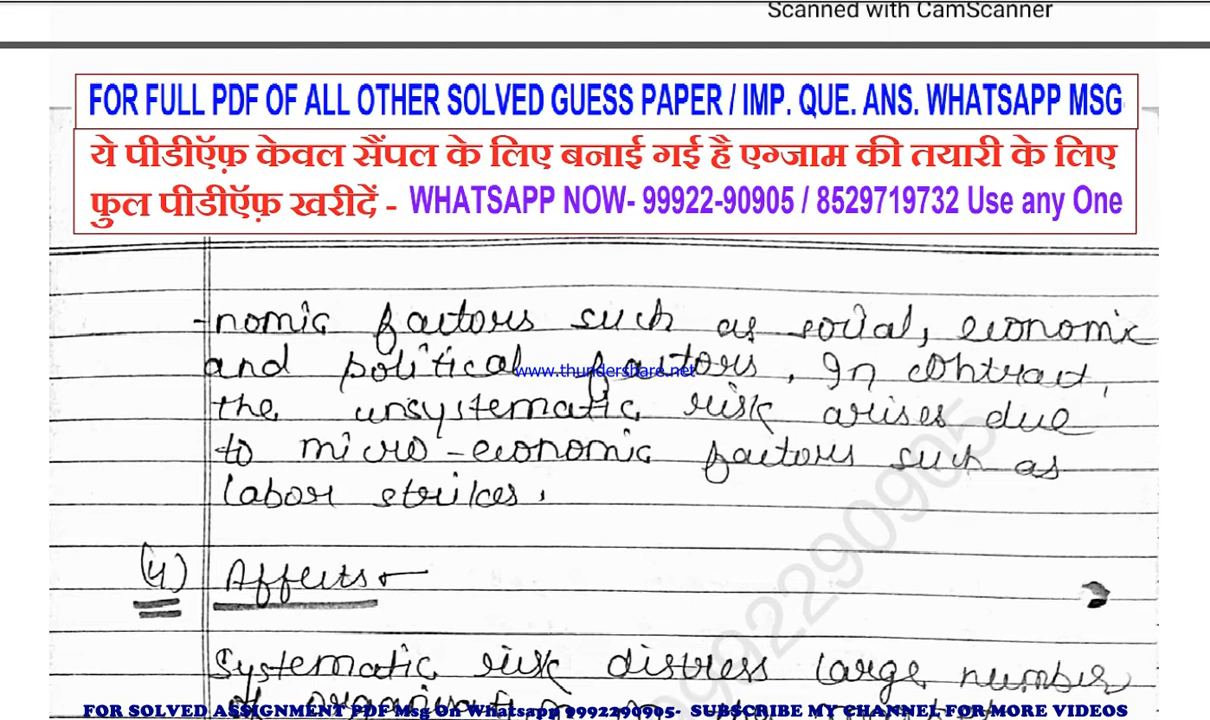 Scanned with CamScanner
FOR FULL PDF OF ALL OTHER SOLVED GUESS PAPER / IMP. QUE. ANS. WHATSAPP MSG
ये पीडीऍफ़ केवल सैंपल के लिए बनाई गई है एग्जाम की तयारी के लिए
फुल पीडीऍफ़ खरीदें - WHATSAPP NOW- 99922-90905 / 8529719732 Use any One
-nomic factors such as social, economic
and political factors. In contrast,
www.thundershare.net
the unsystematic risk arises due
to micro-economic factors such as
labor strikes.
(4) Affects -
Systematic risk distress large number
9992290905
FOR SOLVED ASSIGNMENT PDF Msg On Whatsapp 9992290905- SUBSCRIBE MY CHANNEL FOR MORE VIDEOS